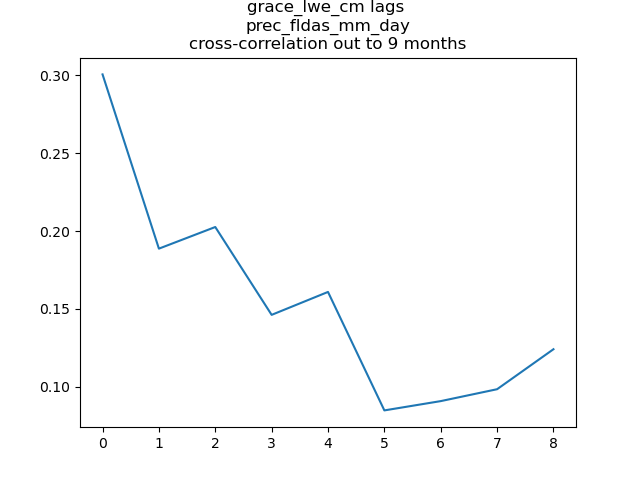 grace_lwe_cm lags
prec_fldas_mm_day
cross-correlation out to 9 months
0.30
0.25
0.20
0.15
0.10
0 1 2 3 4 5 6 7 8